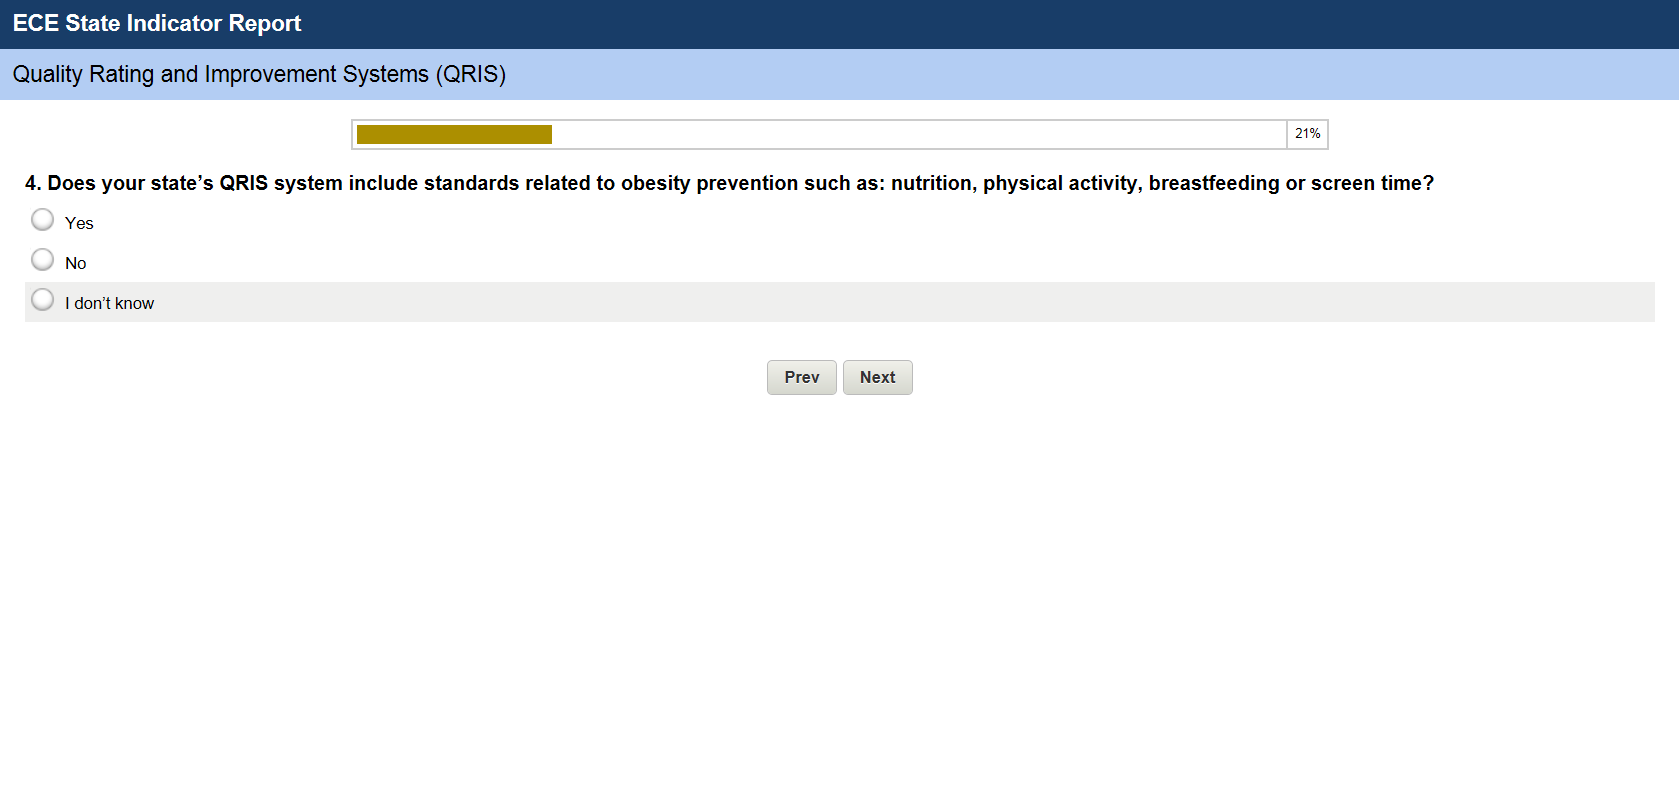 ECE State Indicator Report
Quality Rating and Improvement Systems (QRIS)
21%
4. Does your state’s QRIS system include standards related to obesity prevention such as: nutrition, physical activity, breastfeeding or screen time?
Yes
No
I don’t know
Prev Next